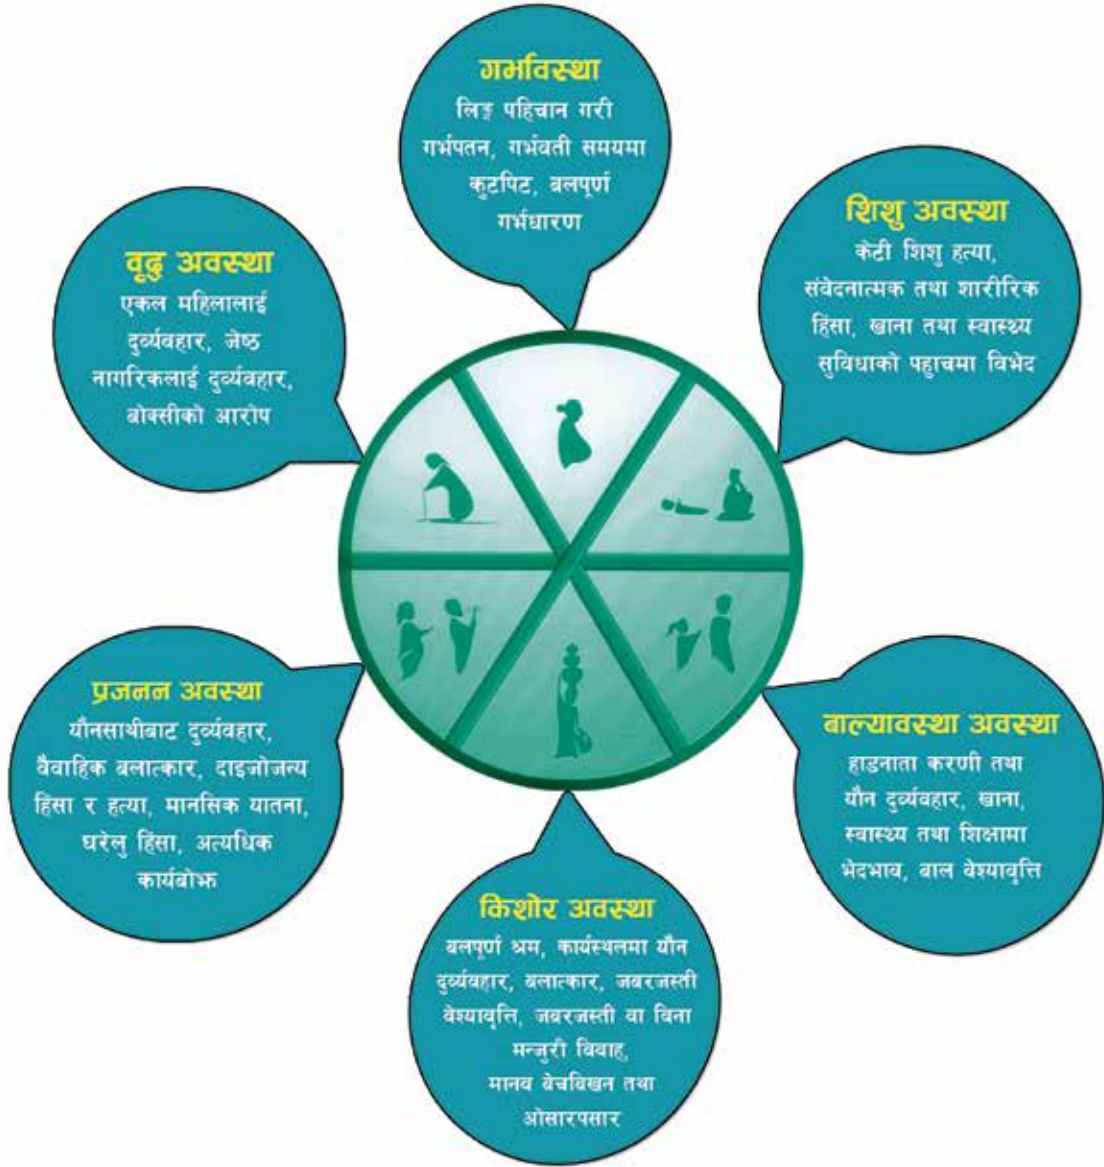 गर्भावस्था
लिङ्ग पहिचान गरी
गर्भपतन, गर्भवती समयमा
कुटपिट, बलपूर्ण
गर्भधारण
शिशु अवस्था
केटी शिशु हत्या,
संवेदनात्मक तथा शारीरिक
हिंसा, खाना तथा स्वास्थ्य
सुविधाको पहुचमा विभेद
बाल्यावस्था अवस्था
हाडनाता करणी तथा
यौन दुर्व्यवहार, खाना,
स्वास्थ्य तथा शिक्षामा
भेदभाव, बाल वेश्यावृत्ति
किशोर अवस्था
बलपूर्ण श्रम, कार्यस्थलमा यौन
दुर्व्यवहार, बलात्कार, जबरजस्ती
वेश्यावृत्ति, जबरजस्ती वा विना
मन्जुरी विवाह,
मानव वेचविखन तथा
ओसारपसार
प्रजनन अवस्था
यौनसाथीबाट दुर्व्यवहार,
वैवाहिक बलात्कार, दाइजोजन्य
हिंसा र हत्या, मानसिक यातना,
घरेलु हिंसा, अत्यधिक
कार्यबोझ
वृद्ध अवस्था
एकल महिलालाई
दुर्व्यवहार, जेष्ठ
नागरिकलाई दुर्व्यवहार,
बोक्सीको आरोप